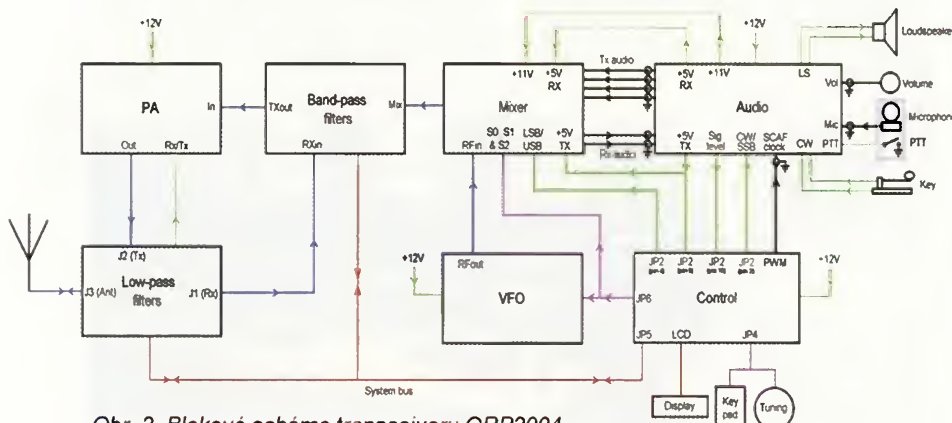 +12V
+12V
Loudspeaker
Tx audio
+11V
+5V
RX
+5V
RX
+11V
LS
PA
In
TXout
Band-pass
filters
Mix
Mixer
Audio
Vol
Volume
Mic
Microphon
Out
Rx/Tx
RXin
RFin
S0 S1
& S2
LSB/
USB
+5V
TX
Rx audio
+5V
TX
Sig
level
CW/
SSB
SCAF
clock
CW
PTT
PTT
Key
J2 (Tx)
Low-pass
filters
J3 (Ant)
J1 (Rx)
+12V
RFout
VFO
JP2
JP2
JP2
JP2
PWM
+12V
JP6
Control
JP5
LCD
JP4
System bus
Display
Key
pad
Tuning
Obr. 2. Blokové schéma transceiveru QRP2004